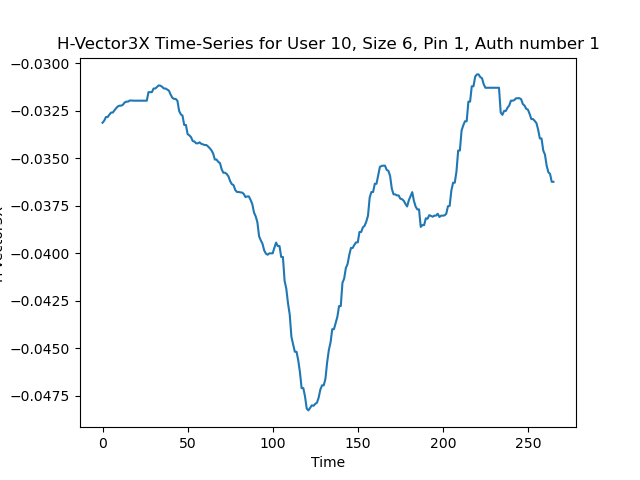 H-Vector3X Time-Series for User 10, Size 6, Pin 1, Auth number 1
−0.0300
−0.0325
−0.0350
−0.0375
−0.0400
−0.0425
−0.0450
−0.0475
H-Vector3X
0 50 100 150 200 250
Time